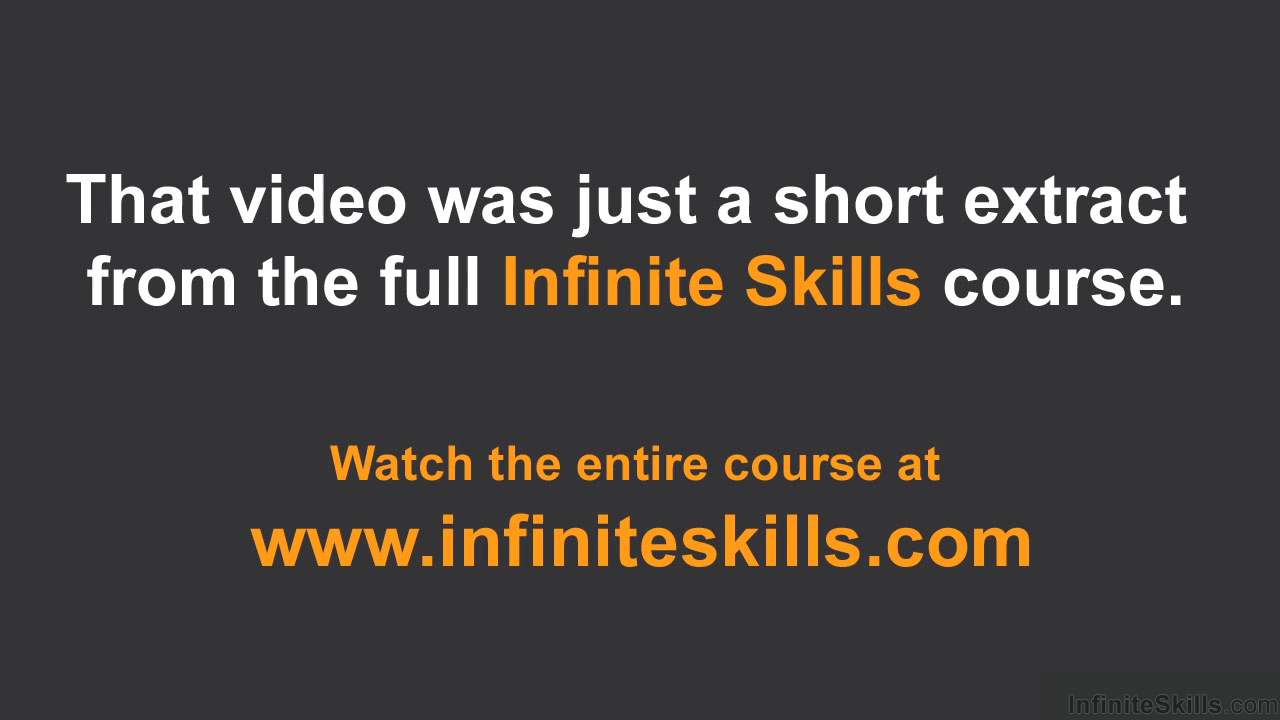 That video was just a short extract
from the full Infinite Skills course.
Watch the entire course at
www.infiniteskills.com
InfiniteSkills.com